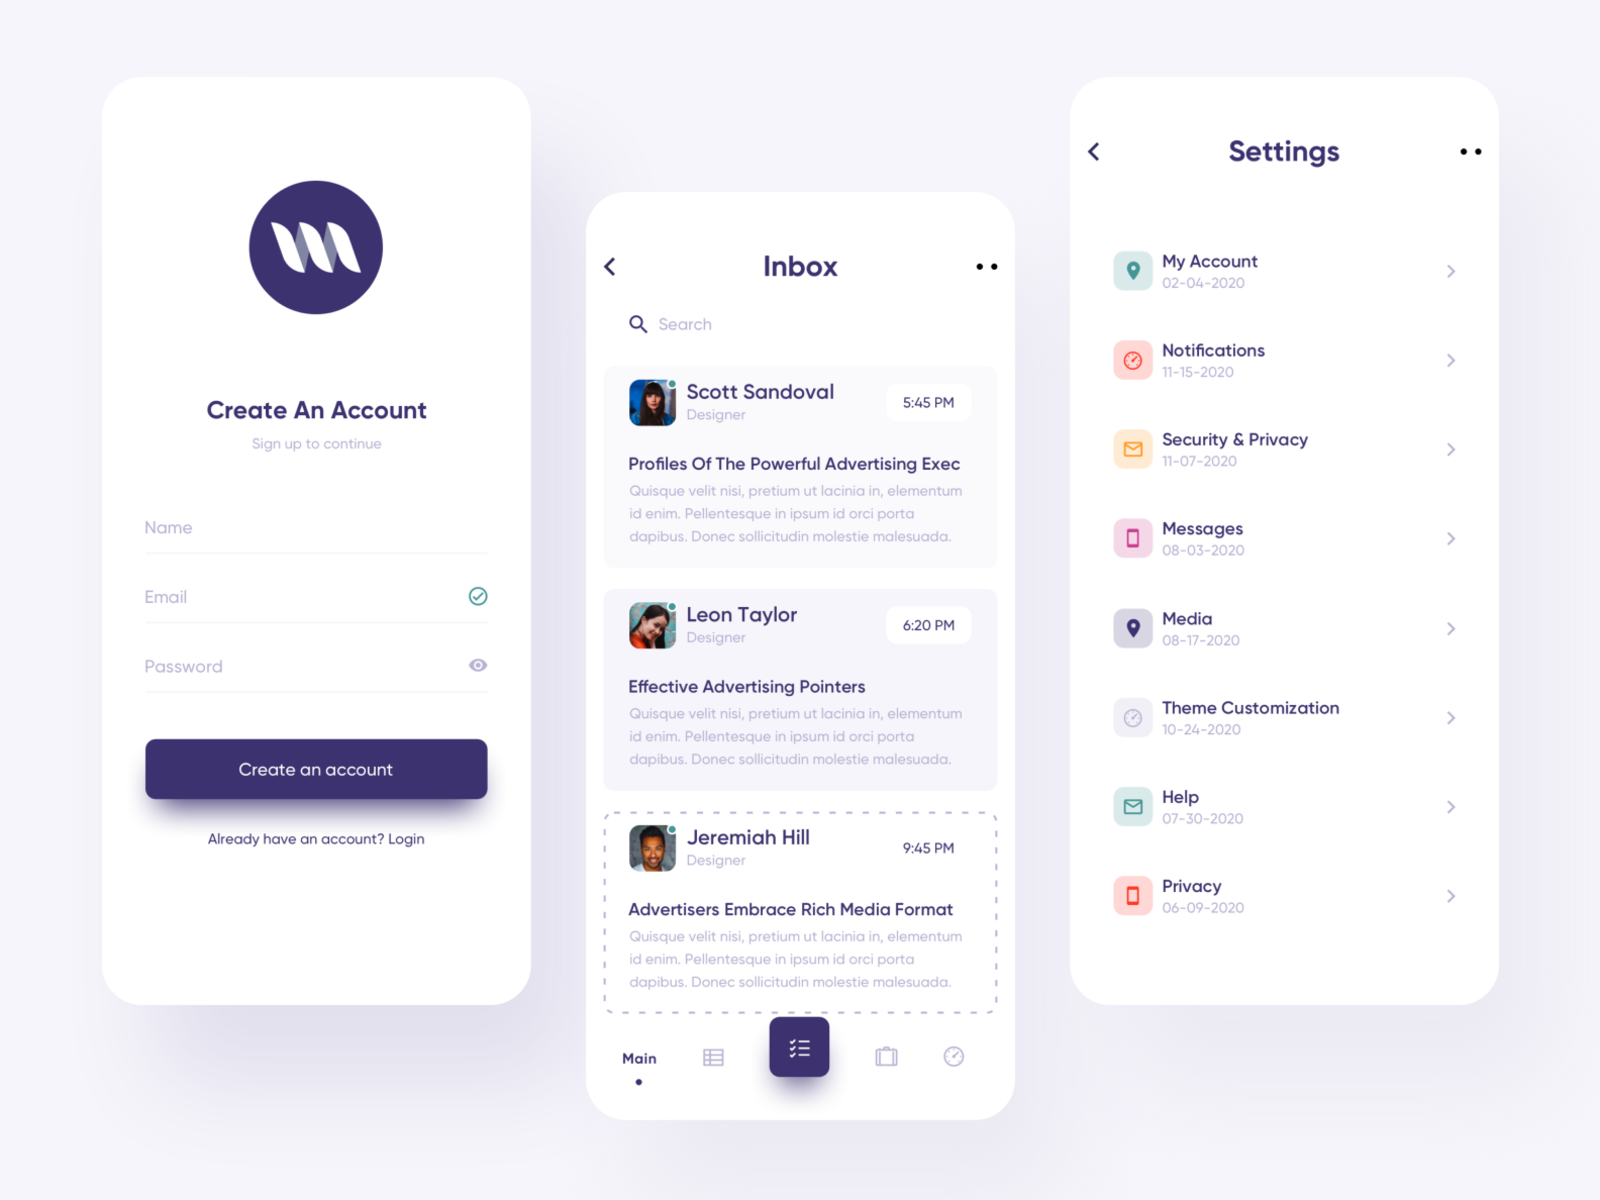 Create An Account
Sign up to continue
Name
Email
Password
Create an account
Already have an account? Login
Inbox
Search
Scott Sandoval
Designer
5:45 PM
Profiles Of The Powerful Advertising Exec
Quisque velit nisi, pretium ut lacinia in, elementum
id enim. Pellentesque in ipsum id orci porta
dapibus. Donec sollicitudin molestie malesuada.
Leon Taylor
Designer
6:20 PM
Effective Advertising Pointers
Quisque velit nisi, pretium ut lacinia in, elementum
id enim. Pellentesque in ipsum id orci porta
dapibus. Donec sollicitudin molestie malesuada.
Jeremiah Hill
Designer
9:45 PM
Advertisers Embrace Rich Media Format
Quisque velit nisi, pretium ut lacinia in, elementum
id enim. Pellentesque in ipsum id orci porta
dapibus. Donec sollicitudin molestie malesuada.
Main
Settings
My Account
02-04-2020
Notifications
11-15-2020
Security & Privacy
11-07-2020
Messages
08-03-2020
Media
08-17-2020
Theme Customization
10-24-2020
Help
07-30-2020
Privacy
06-09-2020